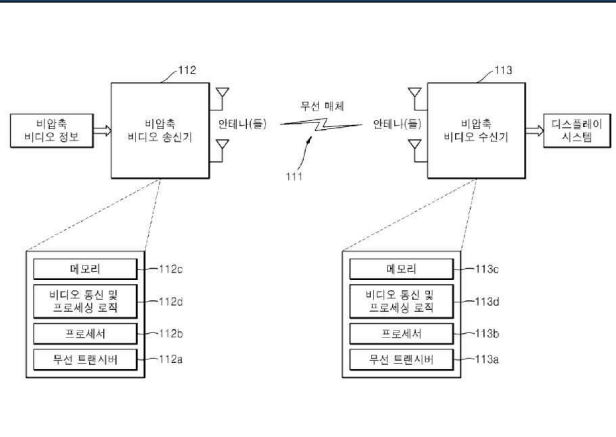 112
113
비압축
비디오 정보
비압축
비디오 송신기
안테나(들)
무선 매체
111
안테나(들)
비압축
비디오 수신기
디스플레이
시스템
메모리
112c
비디오 통신 및
프로세싱 로직
112d
프로세서
112b
무선 트랜시버
112a
메모리
113c
비디오 통신 및
프로세싱 로직
113d
프로세서
113b
무선 트랜시버
113a